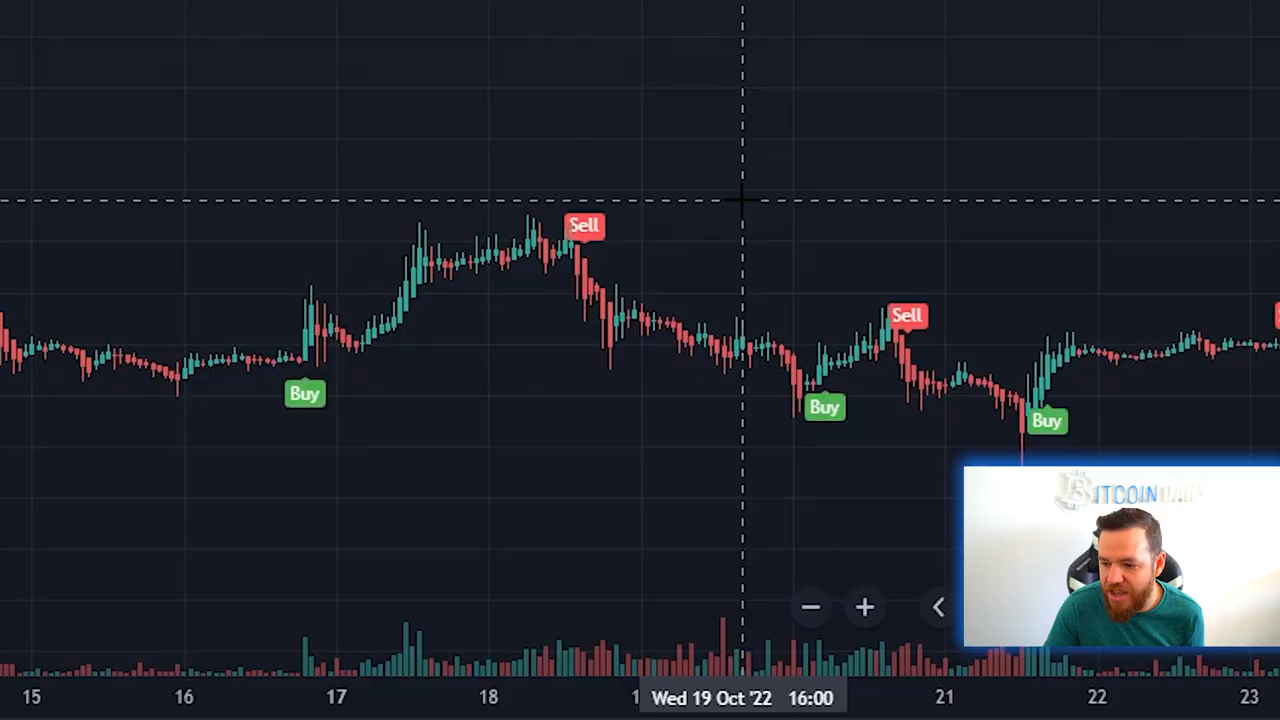 Sell
Sell
Buy
Buy
Buy
BITCOIN DAILY
15 16 17 18 1 Wed 19 Oct '22 16:00 21 22 23